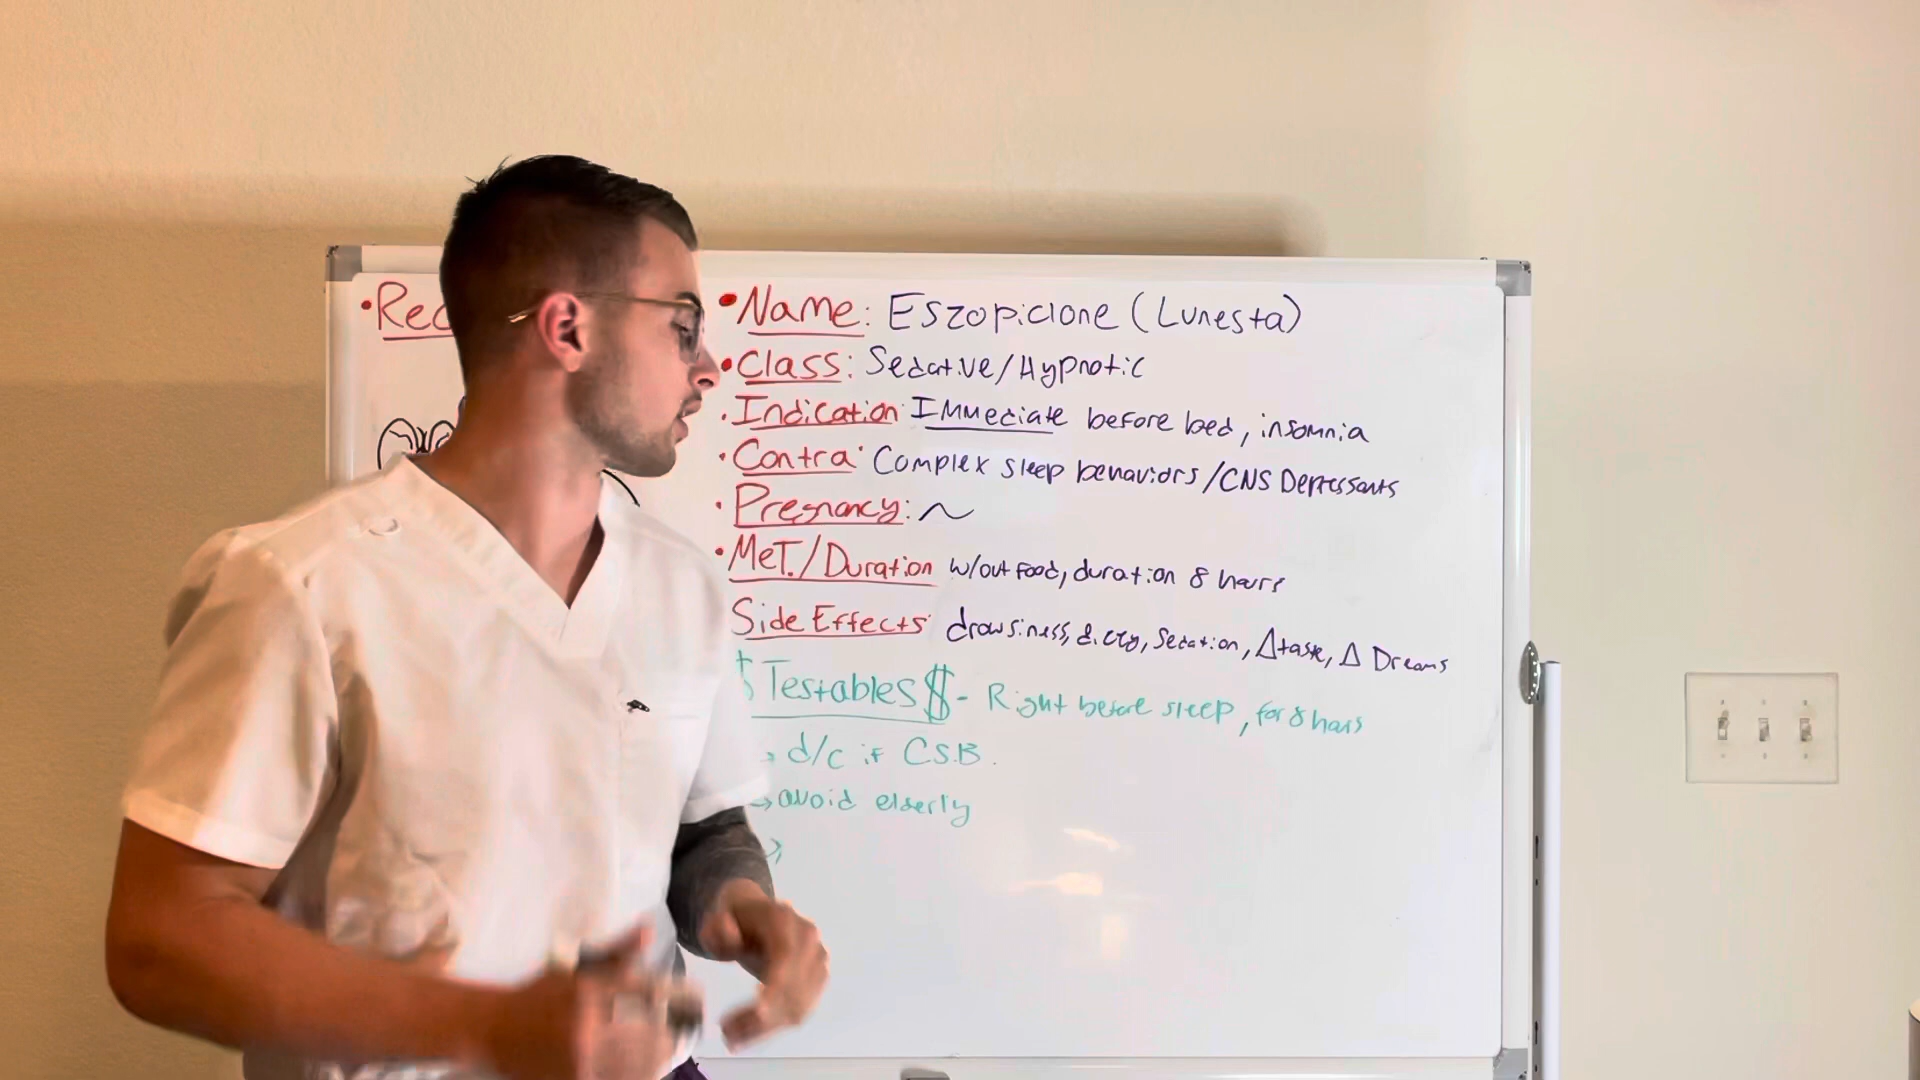 •Rec
•Name: Eszopiclone (Lunesta)
•Class: Sedative/Hypnotic
•Indication: Immediate before bed, insomnia
•Contra: Complex sleep behaviors/CNS Depressants
•Pregnancy: ~
•Met./Duration w/out food, duration 8 hours
Side Effects: drowsiness, Sedation, Δtaste, Δ Dreams
$Testables$ - Right before sleep, for 8 hours
→ d/c if C.S.B.
→ avoid elderly
→